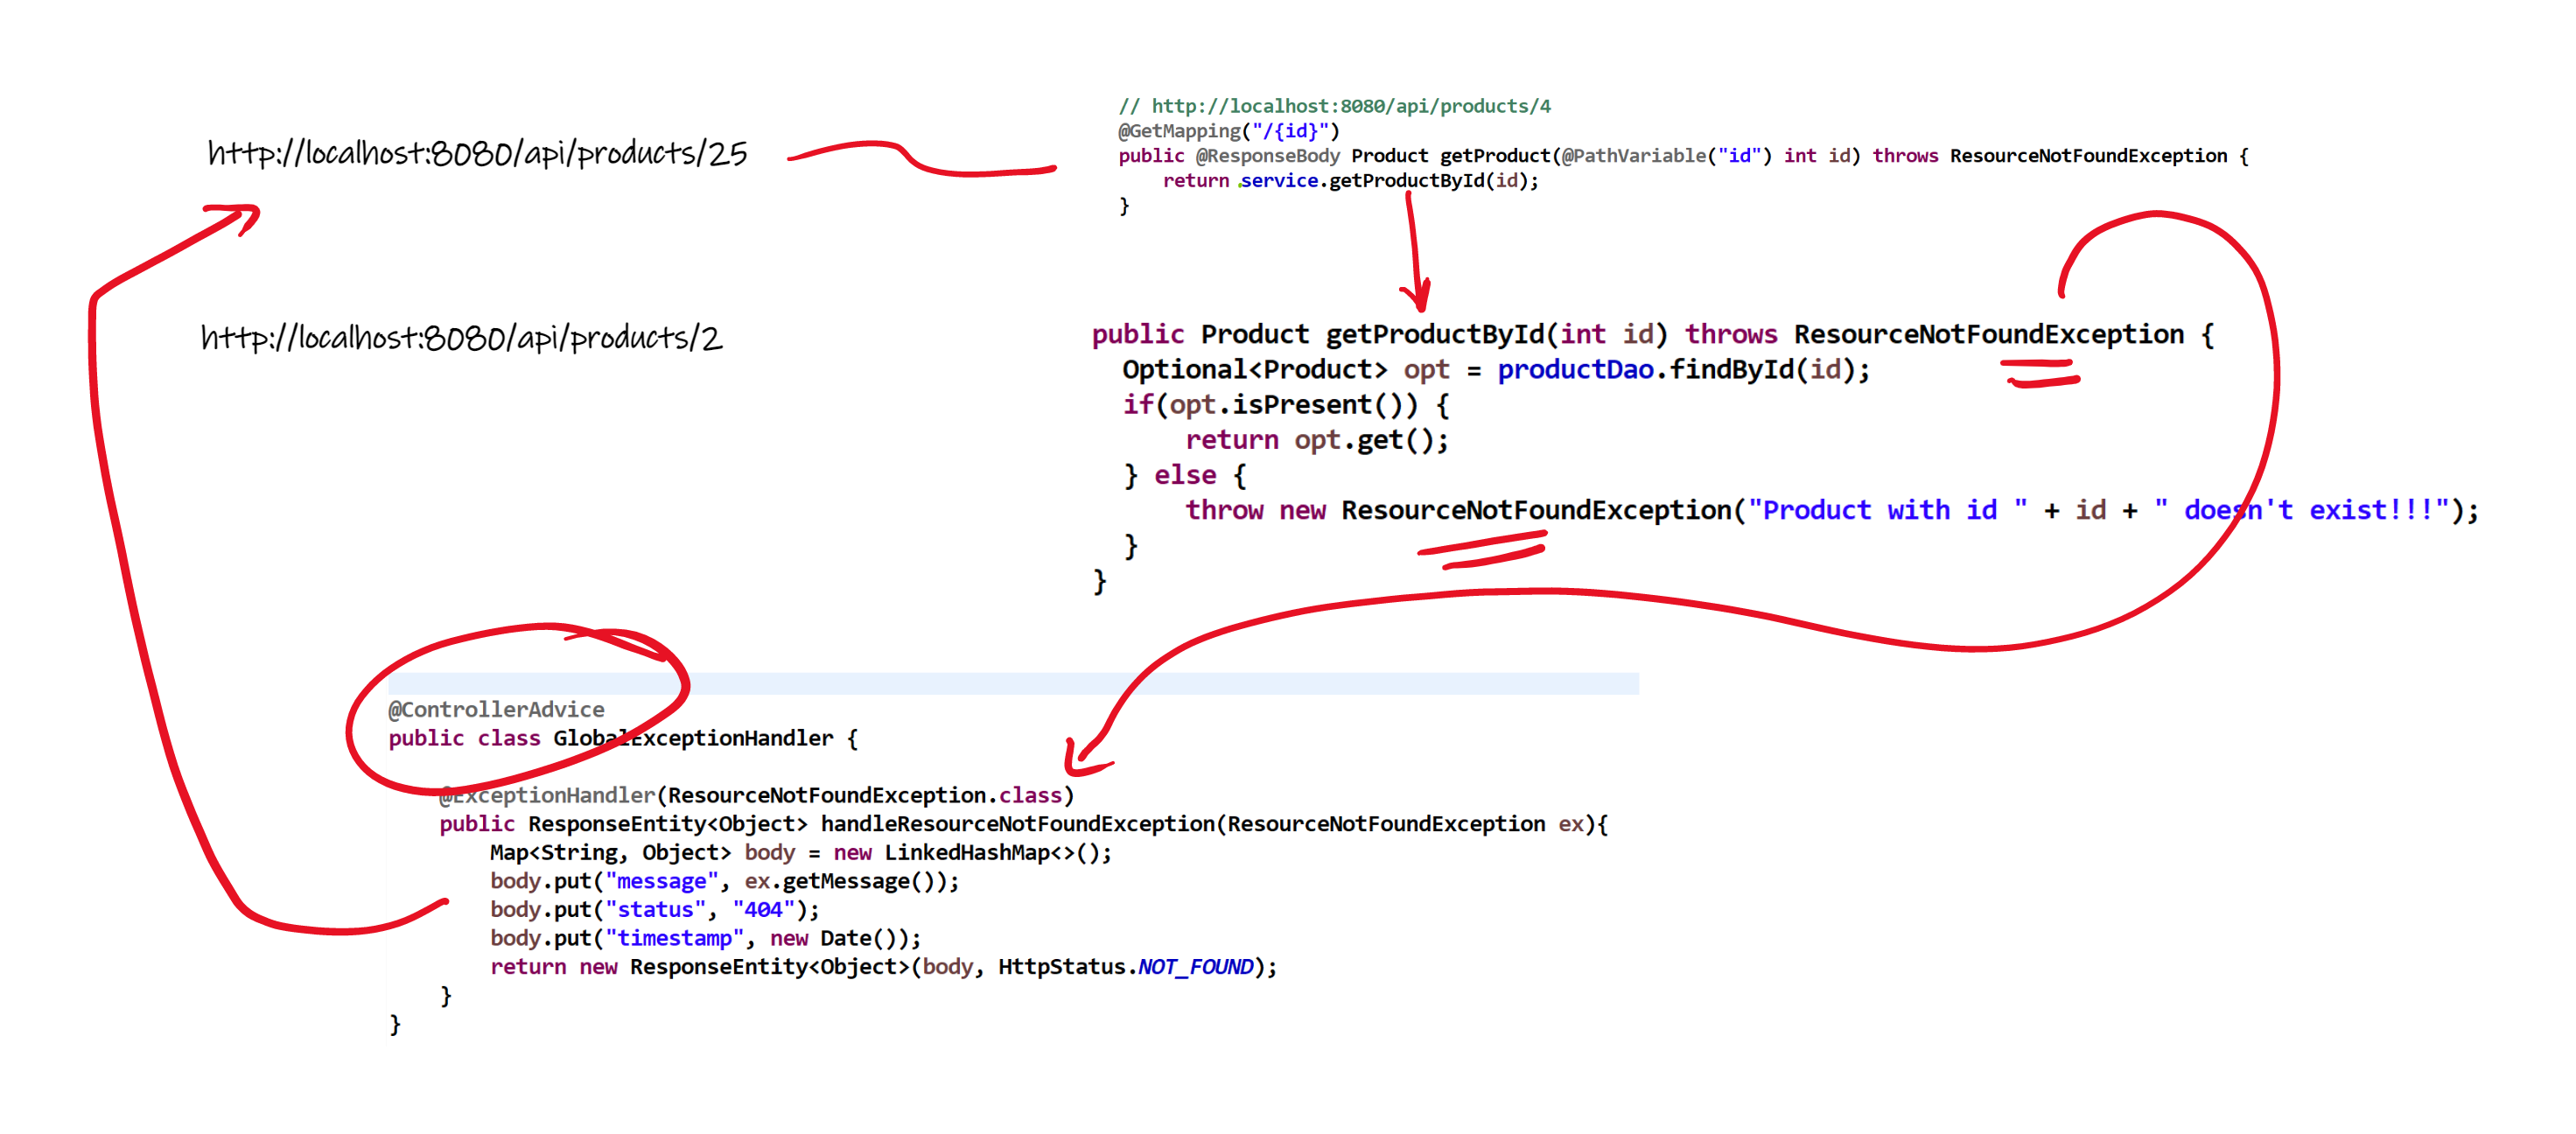 http://localhost:8080/api/products/25
http://localhost:8080/api/products/2
// http://localhost:8080/api/products/4
@GetMapping("/{id}")
public @ResponseBody Product getProduct(@PathVariable("id") int id) throws ResourceNotFoundException {
return service.getProductById(id);
}
public Product getProductById(int id) throws ResourceNotFoundException {
Optional<Product> opt = productDao.findById(id);
if(opt.isPresent()) {
return opt.get();
} else {
throw new ResourceNotFoundException("Product with id " + id + " doesn't exist!!!");
}
}
@ControllerAdvice
public class GlobalExceptionHandler {
@ExceptionHandler(ResourceNotFoundException.class)
public ResponseEntity<Object> handleResourceNotFoundException(ResourceNotFoundException ex){
Map<String, Object> body = new LinkedHashMap<>();
body.put("message", ex.getMessage());
body.put("status", "404");
body.put("timestamp", new Date());
return new ResponseEntity<Object>(body, HttpStatus.NOT_FOUND);
}
}